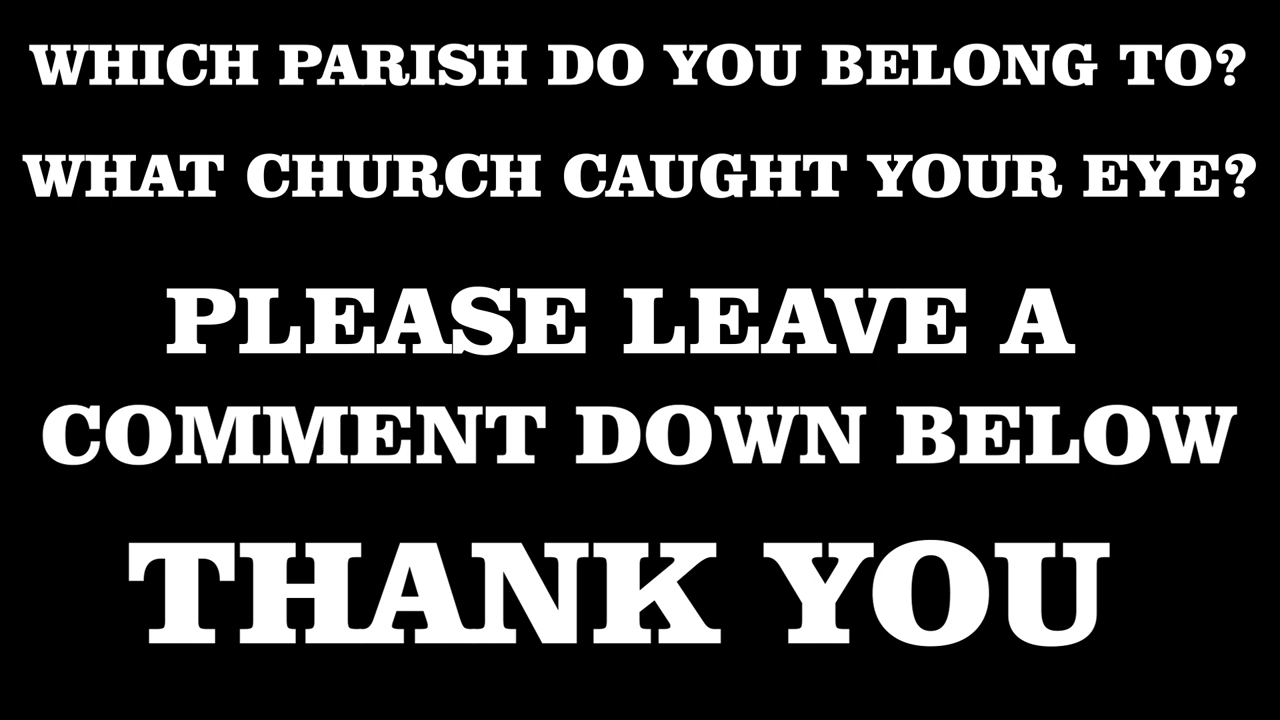 WHICH PARISH DO YOU BELONG TO?
WHAT CHURCH CAUGHT YOUR EYE?
PLEASE LEAVE A
COMMENT DOWN BELOW
THANK YOU